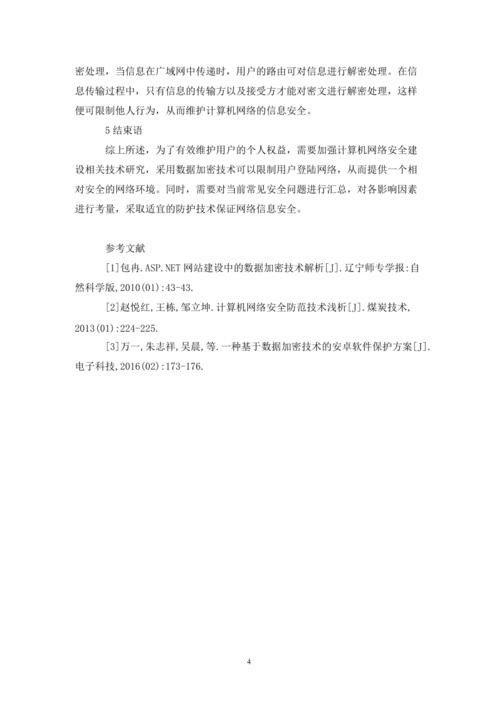 密处理，当信息在广域网中传递时，用户的路由可对信息进行解密处理。在信
息传输过程中，只有信息的传输方以及接受方才能对密文进行解密处理，这样
便可限制他人行为，从而维护计算机网络的信息安全。
5 结束语
综上所述，为了有效维护用户的个人权益，需要加强计算机网络安全建
设相关技术研究，采用数据加密技术可以限制用户登陆网络，从而提供一个相
对安全的网络环境。同时，需要对当前常见安全问题进行汇总，对各影响因素
进行考量，采取适宜的防护技术保证网络信息安全。
参考文献
[1]包冉.ASP.NET 网站建设中的数据加密技术解析[J].辽宁师专学报:自
然科学版,2010(01):43-43.
[2]赵悦红,王栋,邹立坤.计算机网络安全防范技术浅析[J].煤炭技术,
2013(01):224-225.
[3]万一,朱志祥,吴晨,等.一种基于数据加密技术的安卓软件保护方案[J].
电子科技,2016(02):173-176.
4